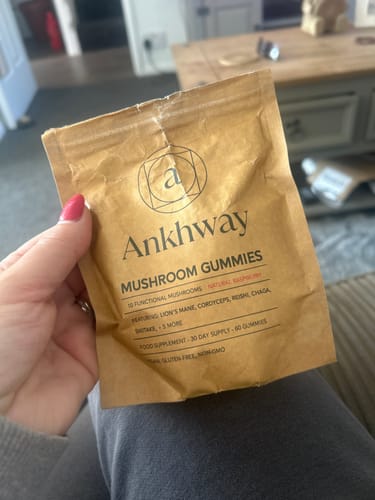 a
Ankhway
MUSHROOM GUMMIES
10 FUNCTIONAL MUSHROOMS NATURAL RASPBERRY
FEATURING: LION'S MANE, CORDYCEPS, REISHI, CHAGA,
SHIITAKE, + 5 MORE
FOOD SUPPLEMENT - 30 DAY SUPPLY - 60 GUMMIES
GLUTEN-FREE, NON-GMO